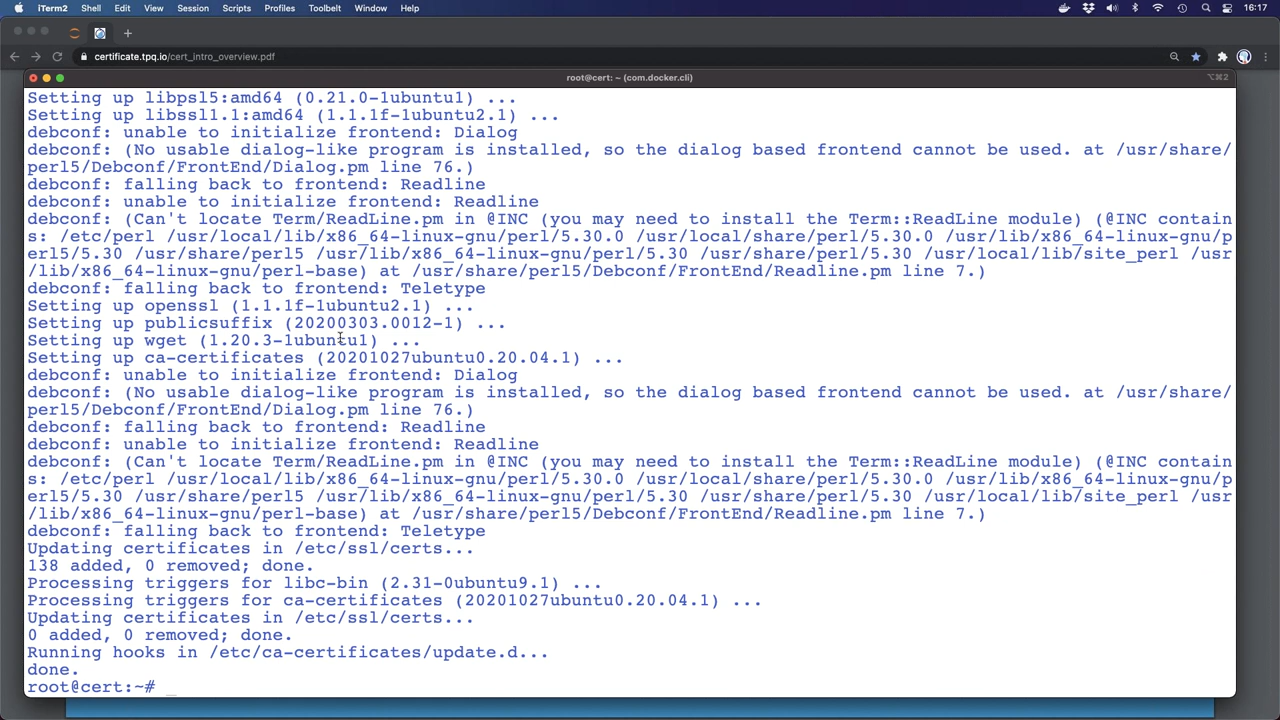 iTerm2 Shell Edit View Session Scripts Profiles Toolbelt Window Help 16:17
certificate.tpq.io/cert_intro_overview.pdf
root@cert: ~ (com.docker.cli) ⌥⌘2
Setting up libpsl5:amd64 (0.21.0-1ubuntu1) ...
Setting up libssl1.1:amd64 (1.1.1f-1ubuntu2.1) ...
debconf: unable to initialize frontend: Dialog
debconf: (No usable dialog-like program is installed, so the dialog based frontend cannot be used. at /usr/share/
perl5/Debconf/FrontEnd/Dialog.pm line 76.)
debconf: falling back to frontend: Readline
debconf: unable to initialize frontend: Readline
debconf: (Can't locate Term/ReadLine.pm in @INC (you may need to install the Term::ReadLine module) (@INC contain
s: /etc/perl /usr/local/lib/x86_64-linux-gnu/perl/5.30.0 /usr/local/share/perl/5.30.0 /usr/lib/x86_64-linux-gnu/p
erl5/5.30 /usr/share/perl5 /usr/lib/x86_64-linux-gnu/perl/5.30 /usr/share/perl/5.30 /usr/local/lib/site_perl /usr
/lib/x86_64-linux-gnu/perl-base) at /usr/share/perl5/Debconf/FrontEnd/Readline.pm line 7.)
debconf: falling back to frontend: Teletype
Setting up openssl (1.1.1f-1ubuntu2.1) ...
Setting up publicsuffix (20200303.0012-1) ...
Setting up wget (1.20.3-1ubuntu1) ...
Setting up ca-certificates (20201027ubuntu0.20.04.1) ...
debconf: unable to initialize frontend: Dialog
debconf: (No usable dialog-like program is installed, so the dialog based frontend cannot be used. at /usr/share/
perl5/Debconf/FrontEnd/Dialog.pm line 76.)
debconf: falling back to frontend: Readline
debconf: unable to initialize frontend: Readline
debconf: (Can't locate Term/ReadLine.pm in @INC (you may need to install the Term::ReadLine module) (@INC contain
s: /etc/perl /usr/local/lib/x86_64-linux-gnu/perl/5.30.0 /usr/local/share/perl/5.30.0 /usr/lib/x86_64-linux-gnu/p
erl5/5.30 /usr/share/perl5 /usr/lib/x86_64-linux-gnu/perl/5.30 /usr/share/perl/5.30 /usr/local/lib/site_perl /usr
/lib/x86_64-linux-gnu/perl-base) at /usr/share/perl5/Debconf/FrontEnd/Readline.pm line 7.)
debconf: falling back to frontend: Teletype
Updating certificates in /etc/ssl/certs...
138 added, 0 removed; done.
Processing triggers for libc-bin (2.31-0ubuntu9.1) ...
Processing triggers for ca-certificates (20201027ubuntu0.20.04.1) ...
Updating certificates in /etc/ssl/certs...
0 added, 0 removed; done.
Running hooks in /etc/ca-certificates/update.d...
done.
root@cert:~# _